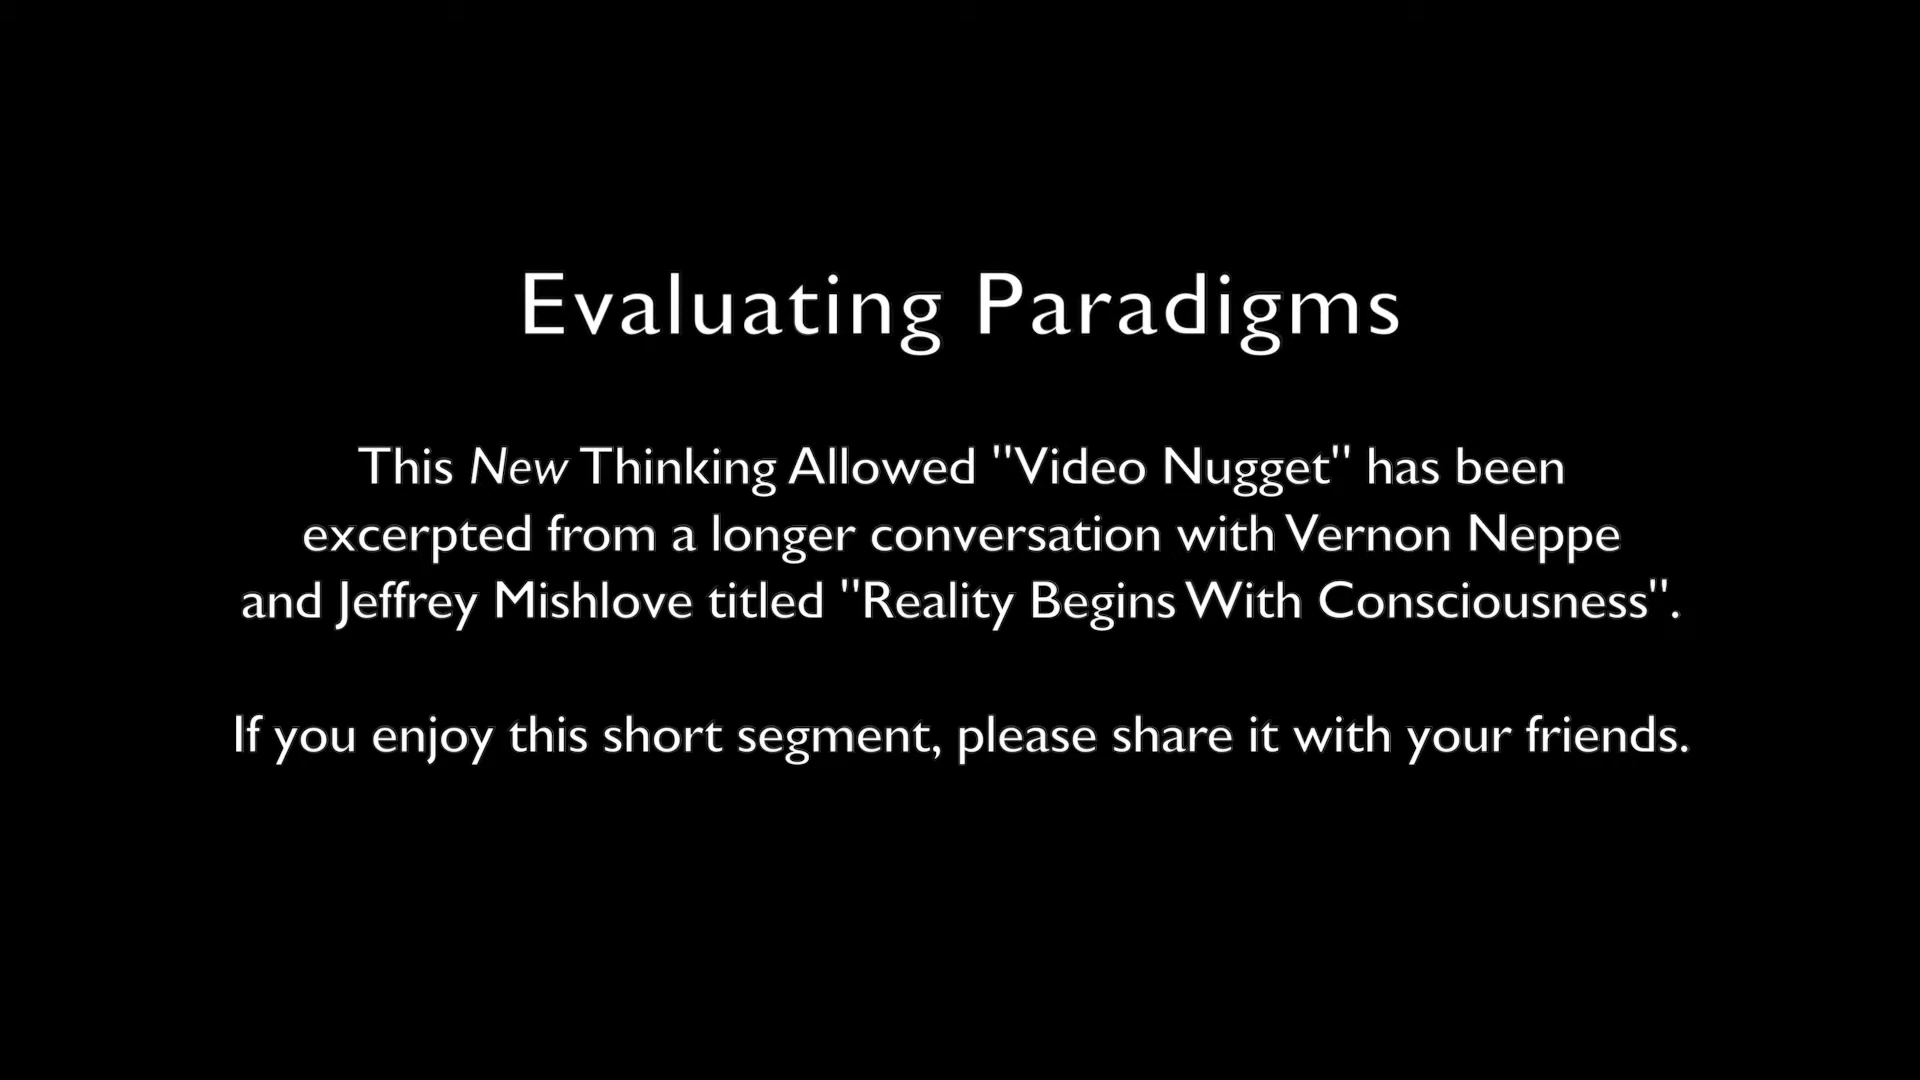 Evaluating Paradigms
This New Thinking Allowed "Video Nugget" has been
excerpted from a longer conversation with Vernon Neppe
and Jeffrey Mishlove titled "Reality Begins With Consciousness".
If you enjoy this short segment, please share it with your friends.